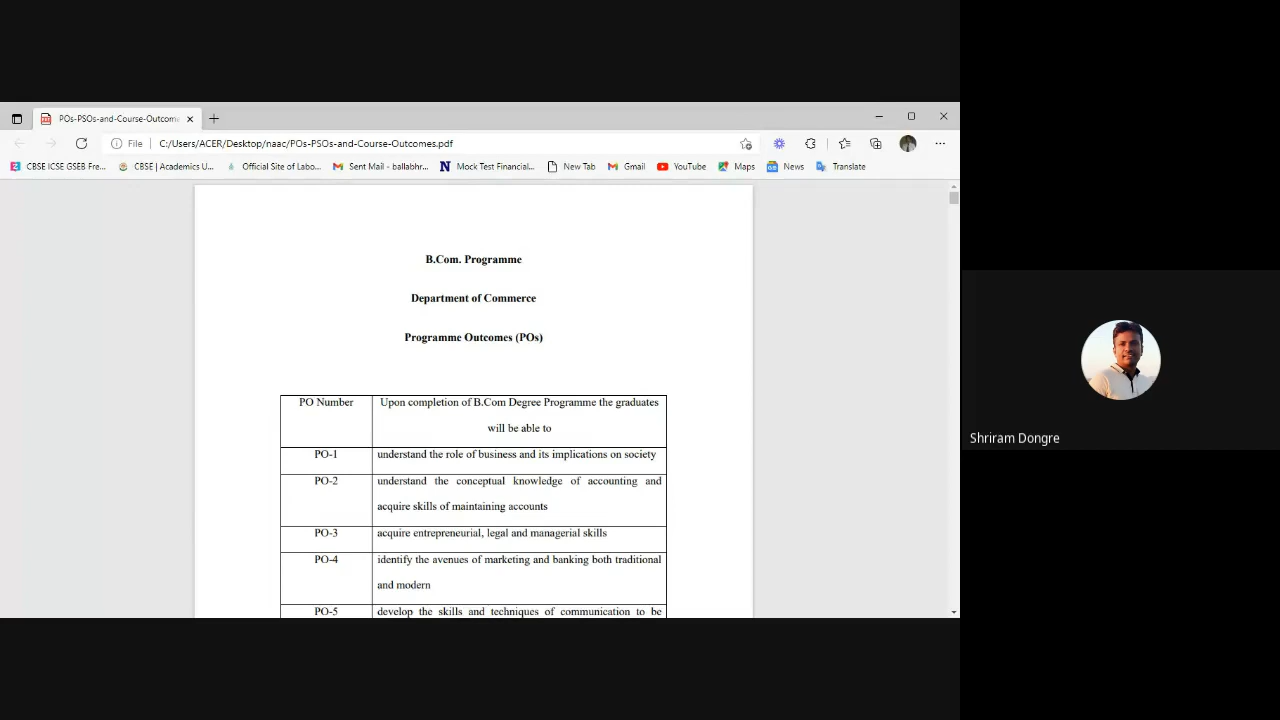 POs-PSOs-and-Course-Outcom
File C:/Users/ACER/Desktop/naac/POs-PSOs-and-Course-Outcomes.pdf
CBSE ICSE GSEB Fre... CBSE | Academics U... Official Site of Labo... Sent Mail - ballabhr... Mock Test Financial... New Tab Gmail YouTube Maps News Translate
B.Com. Programme
Department of Commerce
Programme Outcomes (POs)
PO Number Upon completion of B.Com Degree Programme the graduates
will be able to
PO-1 understand the role of business and its implications on society
PO-2 understand the conceptual knowledge of accounting and
acquire skills of maintaining accounts
PO-3 acquire entrepreneurial, legal and managerial skills
PO-4 identify the avenues of marketing and banking both traditional
and modern
PO-5 develop the skills and techniques of communication to be
Shriram Dongre